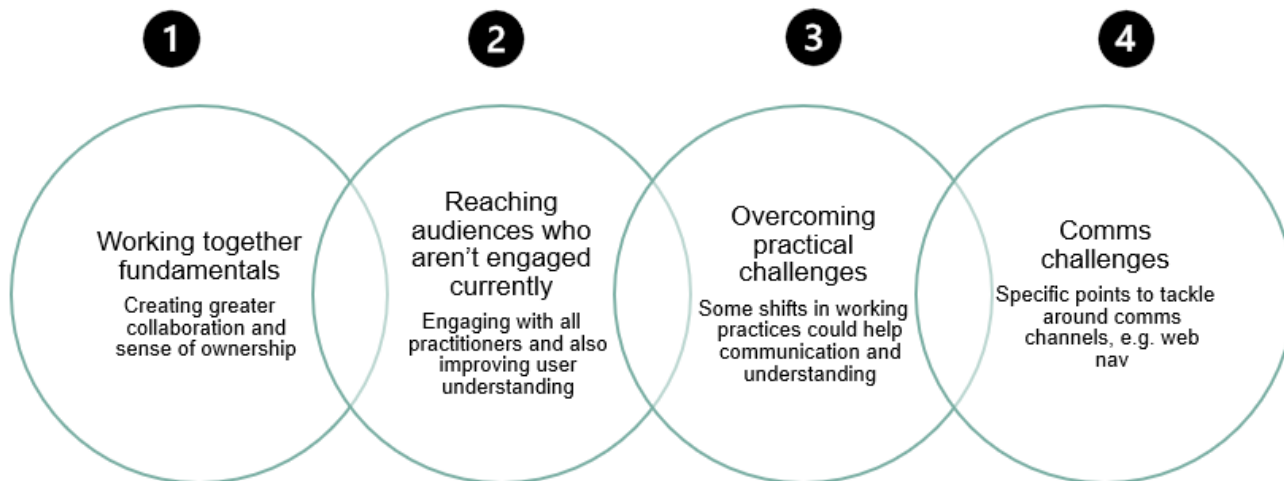 1
2
3
4
Working together
fundamentals
Creating greater
collaboration and
sense of ownership
Reaching
audiences who
aren’t engaged
currently
Engaging with all
practitioners and also
improving user
understanding
Overcoming
practical
challenges
Some shifts in working
practices could help
communication and
understanding
Comms
challenges
Specific points to tackle
around comms
channels, e.g. web
nav